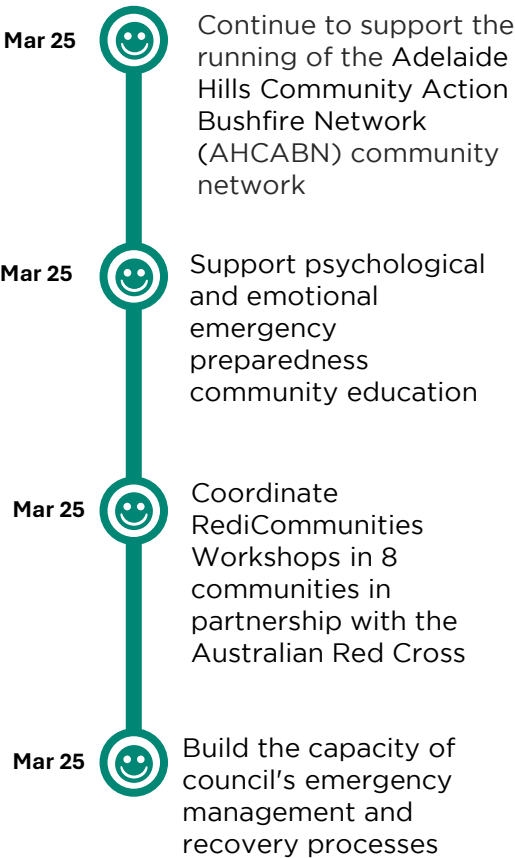 Mar 25
Continue to support the
running of the Adelaide
Hills Community Action
Bushfire Network
(AHCABN) community
network
Mar 25
Support psychological
and emotional
emergency
preparedness
community education
Mar 25
Coordinate
RediCommunities
Workshops in 8
communities in
partnership with the
Australian Red Cross
Mar 25
Build the capacity of
council's emergency
management and
recovery processes